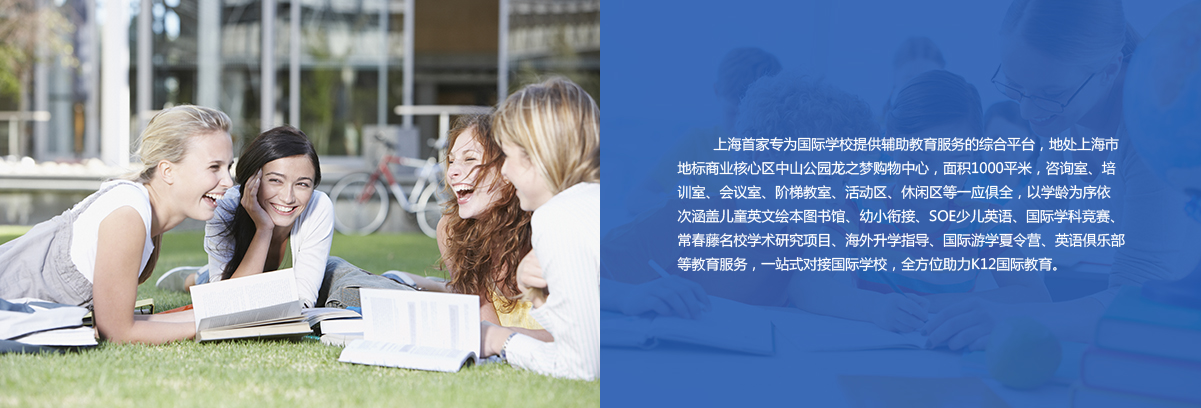 上海首家专为国际学校提供辅助教育服务的综合平台，地处上海市
地标商业核心区中山公园龙之梦购物中心，面积1000平米，咨询室、培
训室、会议室、阶梯教室、活动区、休闲区等一应俱全，以学龄为序依
次涵盖儿童英文绘本图书馆、幼小衔接、SOE少儿英语、国际学科竞赛、
常春藤名校学术研究项目、海外升学指导、国际游学夏令营、英语俱乐部
等教育服务，一站式对接国际学校，全方位助力K12国际教育。